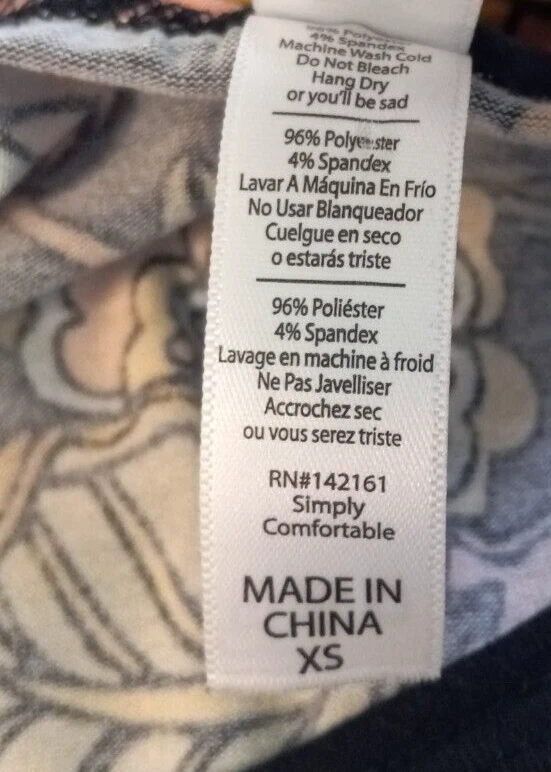 96% Polyester
4% Spandex
Machine Wash Cold
Do Not Bleach
Hang Dry
or you'll be sad
96% Polyester
4% Spandex
Lavar A Máquina En Frío
No Usar Blanqueador
Cuelgue en seco
o estarás triste
96% Poliéster
4% Spandex
Lavage en machine à froid
Ne Pas Javelliser
Accrochez sec
ou vous serez triste
RN#142161
Simply
Comfortable
MADE IN
CHINA
XS